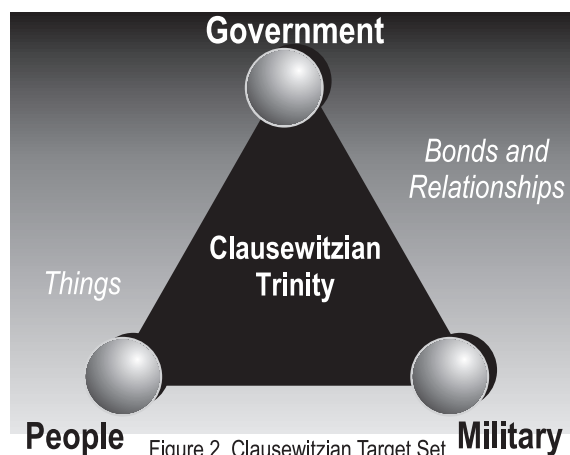 Government
Bonds and
Relationships
Clausewitzian
Trinity
Things
People
Military
Figure 2. Clausewitzian Target Set